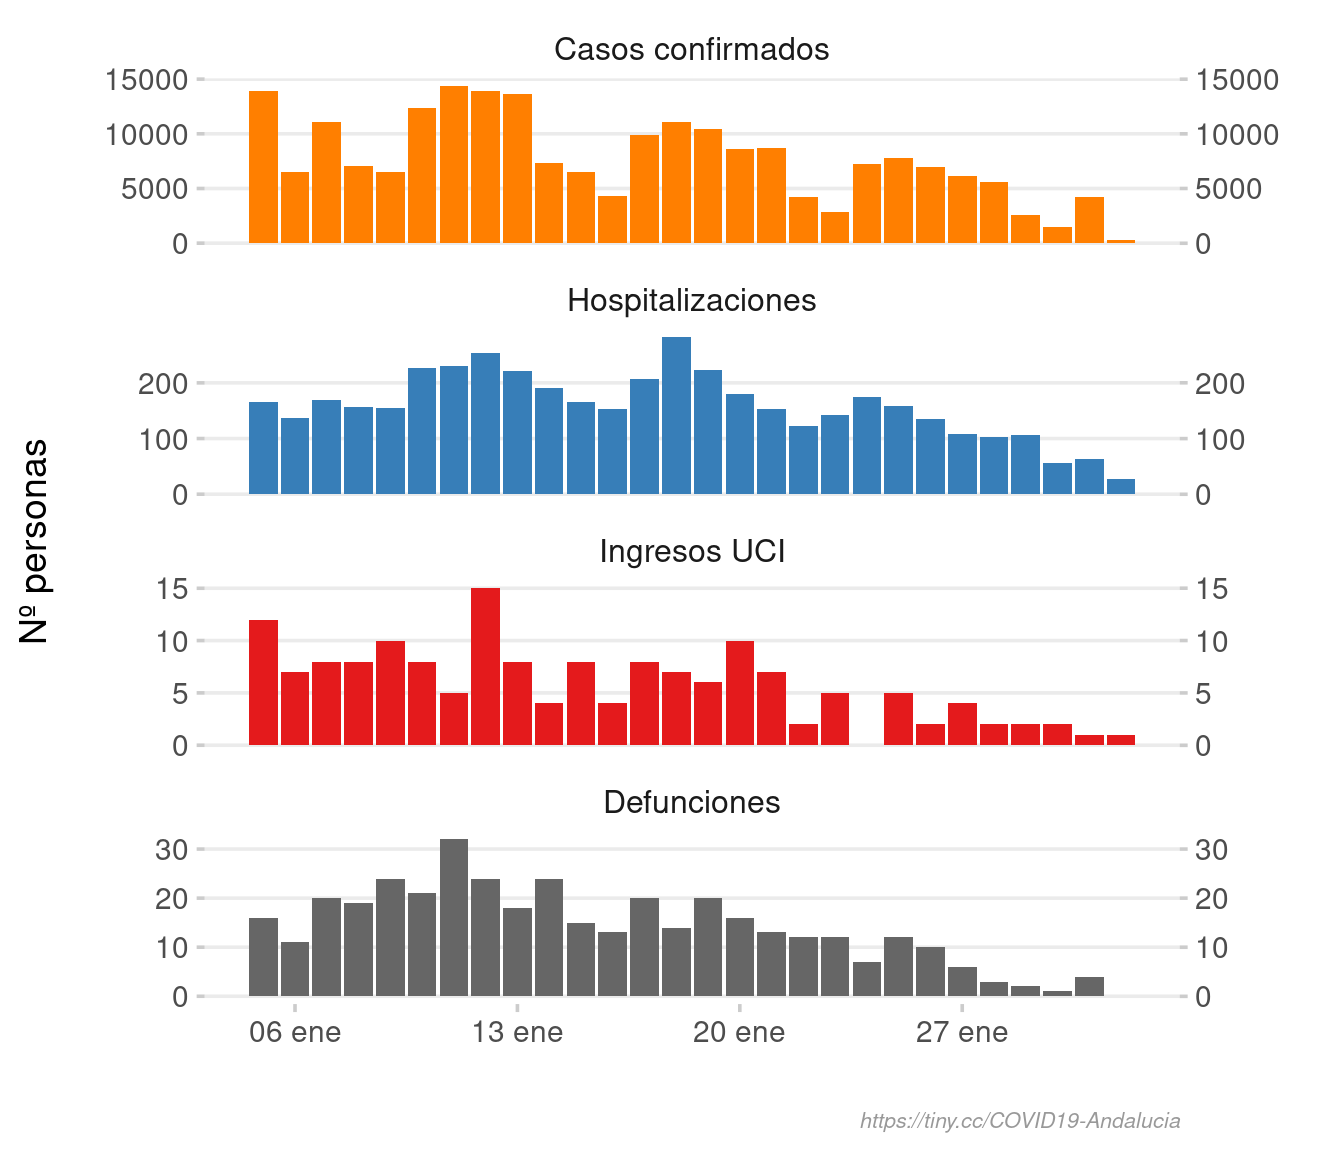 Casos confirmados
15000 15000
10000 10000
5000 5000
0 0
Hospitalizaciones
200 200
100 100
0 0
Nº personas
Ingresos UCI
15 15
10 10
5 5
0 0
Defunciones
30 30
20 20
10 10
0 0
06 ene 13 ene 20 ene 27 ene
https://tiny.cc/COVID19-Andalucia